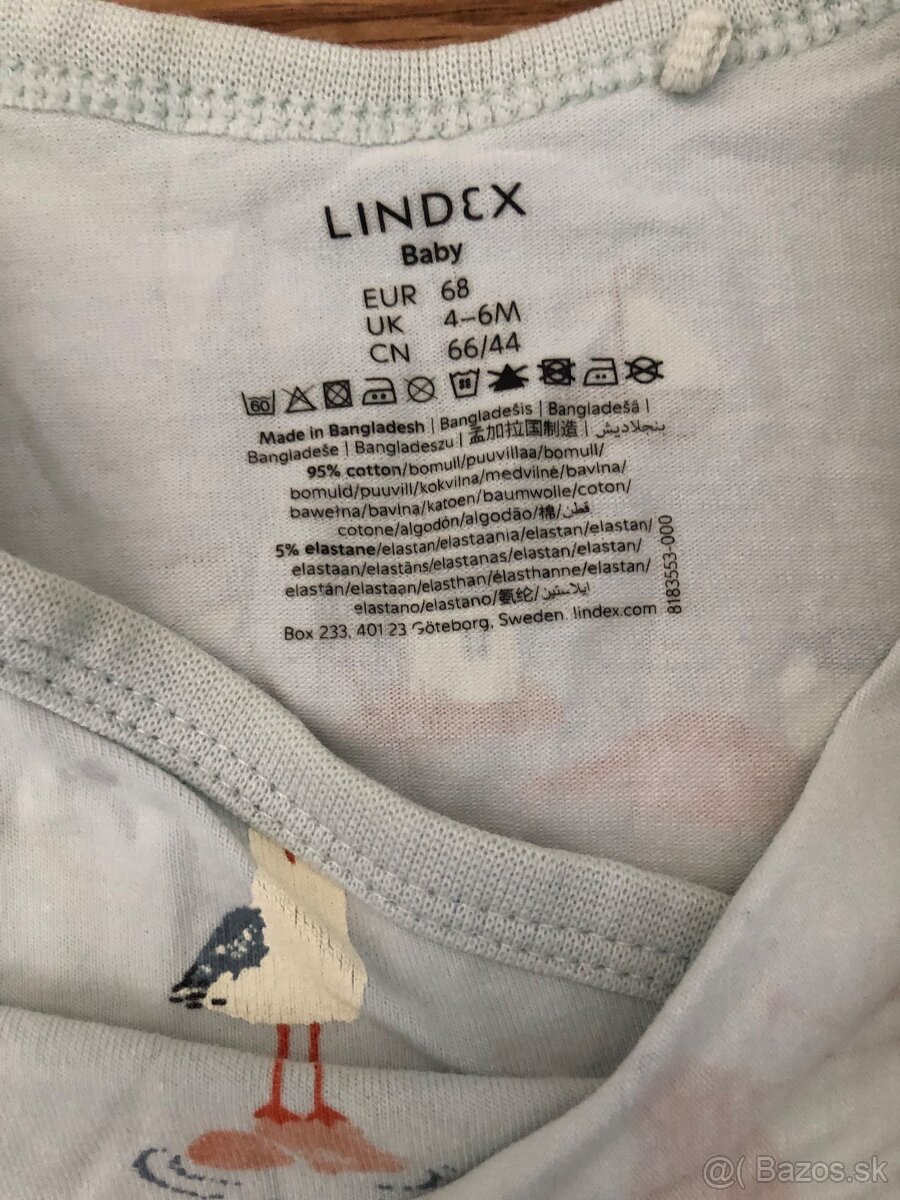 LINDEX
Baby
EUR 68
UK 4–6M
CN 66/44
60
Made in Bangladesh | Bangladešis | Bangladešā |
Bangladeše | Bangladeszu | 孟加拉国制造 | بنجلاديش
95% cotton/bomull/puuvillaa/bomull/
bomuld/puuvill/kokvilna/medvilnė/bavlna/
bawełna/bavlna/katoen/baumwolle/coton/
cotone/algodón/algodão/棉/قطن
5% elastane/elastan/elastaania/elastan/elastan/
elastaan/elastāns/elastanas/elastan/elastan/
elastán/elastaan/elasthan/élasthanne/elastan/
elastano/elastano/氨纶/ايلاستين
Box 233, 401 23 Göteborg, Sweden. lindex.com
8183553-000
@( Bazos.sk